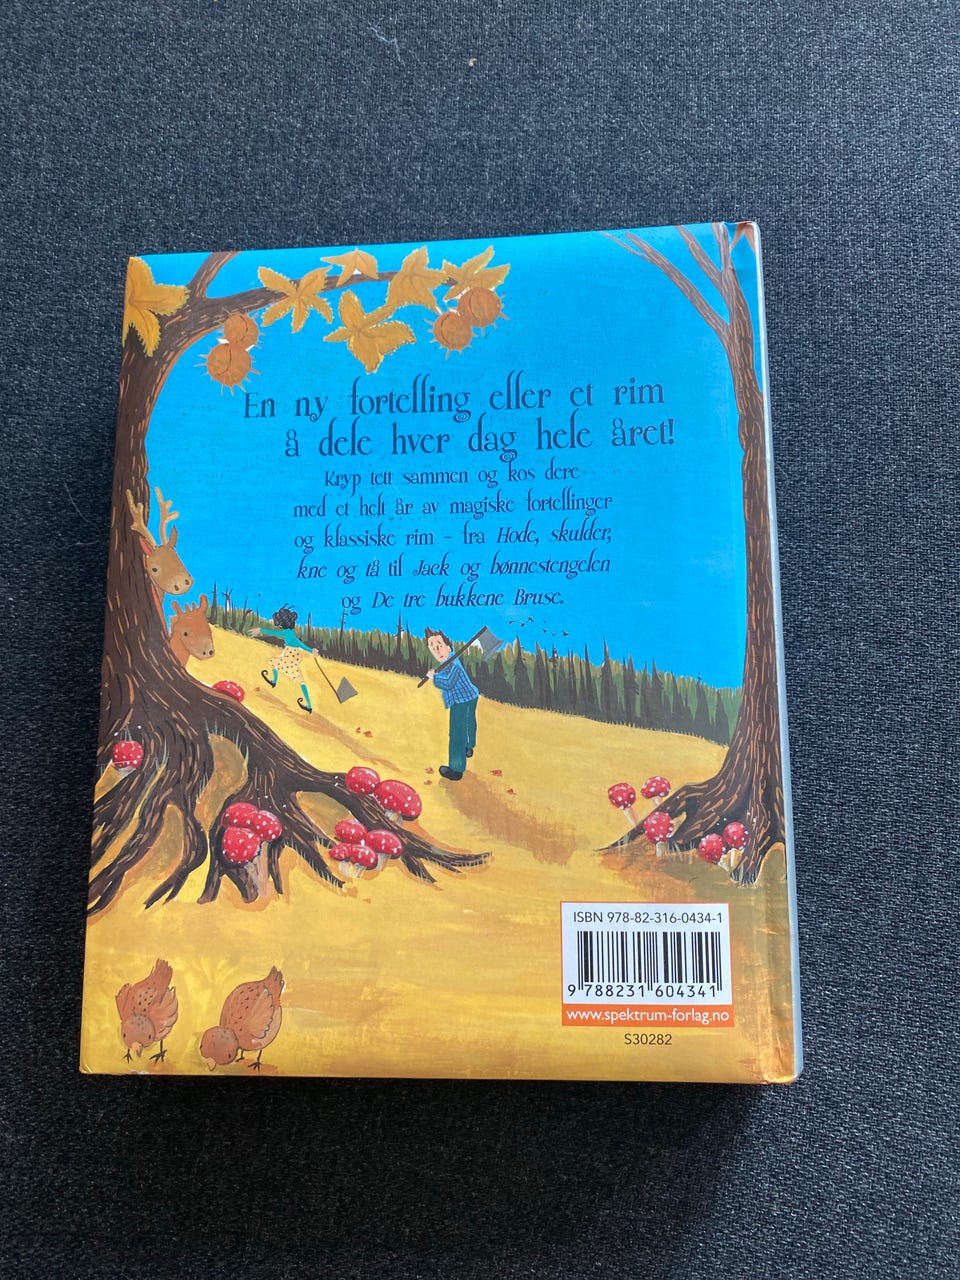 En ny fortelling eller et rim
å dele hver dag hele året!
Kryp tett sammen og kos dere
med et helt år av magiske fortellinger
og klassiske rim – fra Hode, skulder,
kne og tå til Jack og bønnestengelen
og De tre bukkene Bruse.
ISBN 978-82-316-0434-1
9 788231 604341
www.spektrum-forlag.no
S30282